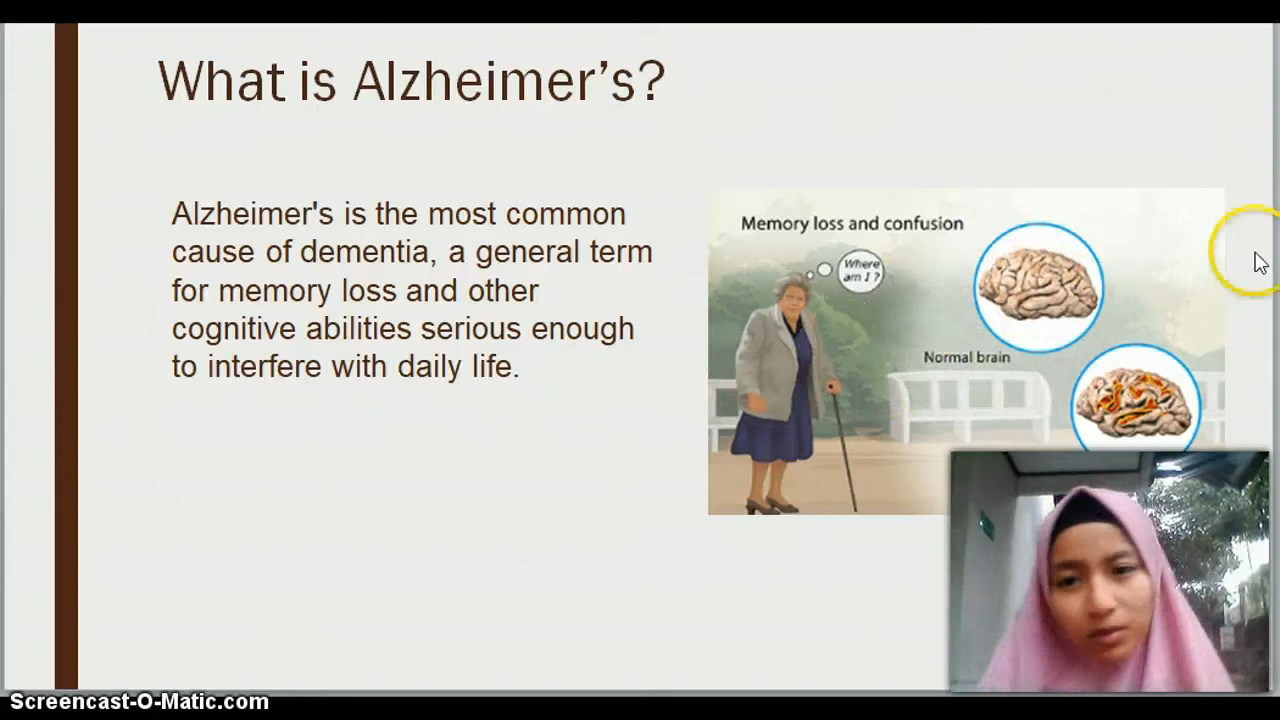 What is Alzheimer’s?
Alzheimer's is the most common
cause of dementia, a general term
for memory loss and other
cognitive abilities serious enough
to interfere with daily life.
Memory loss and confusion
Where
am I ?
Normal brain
Screencast-O-Matic.com